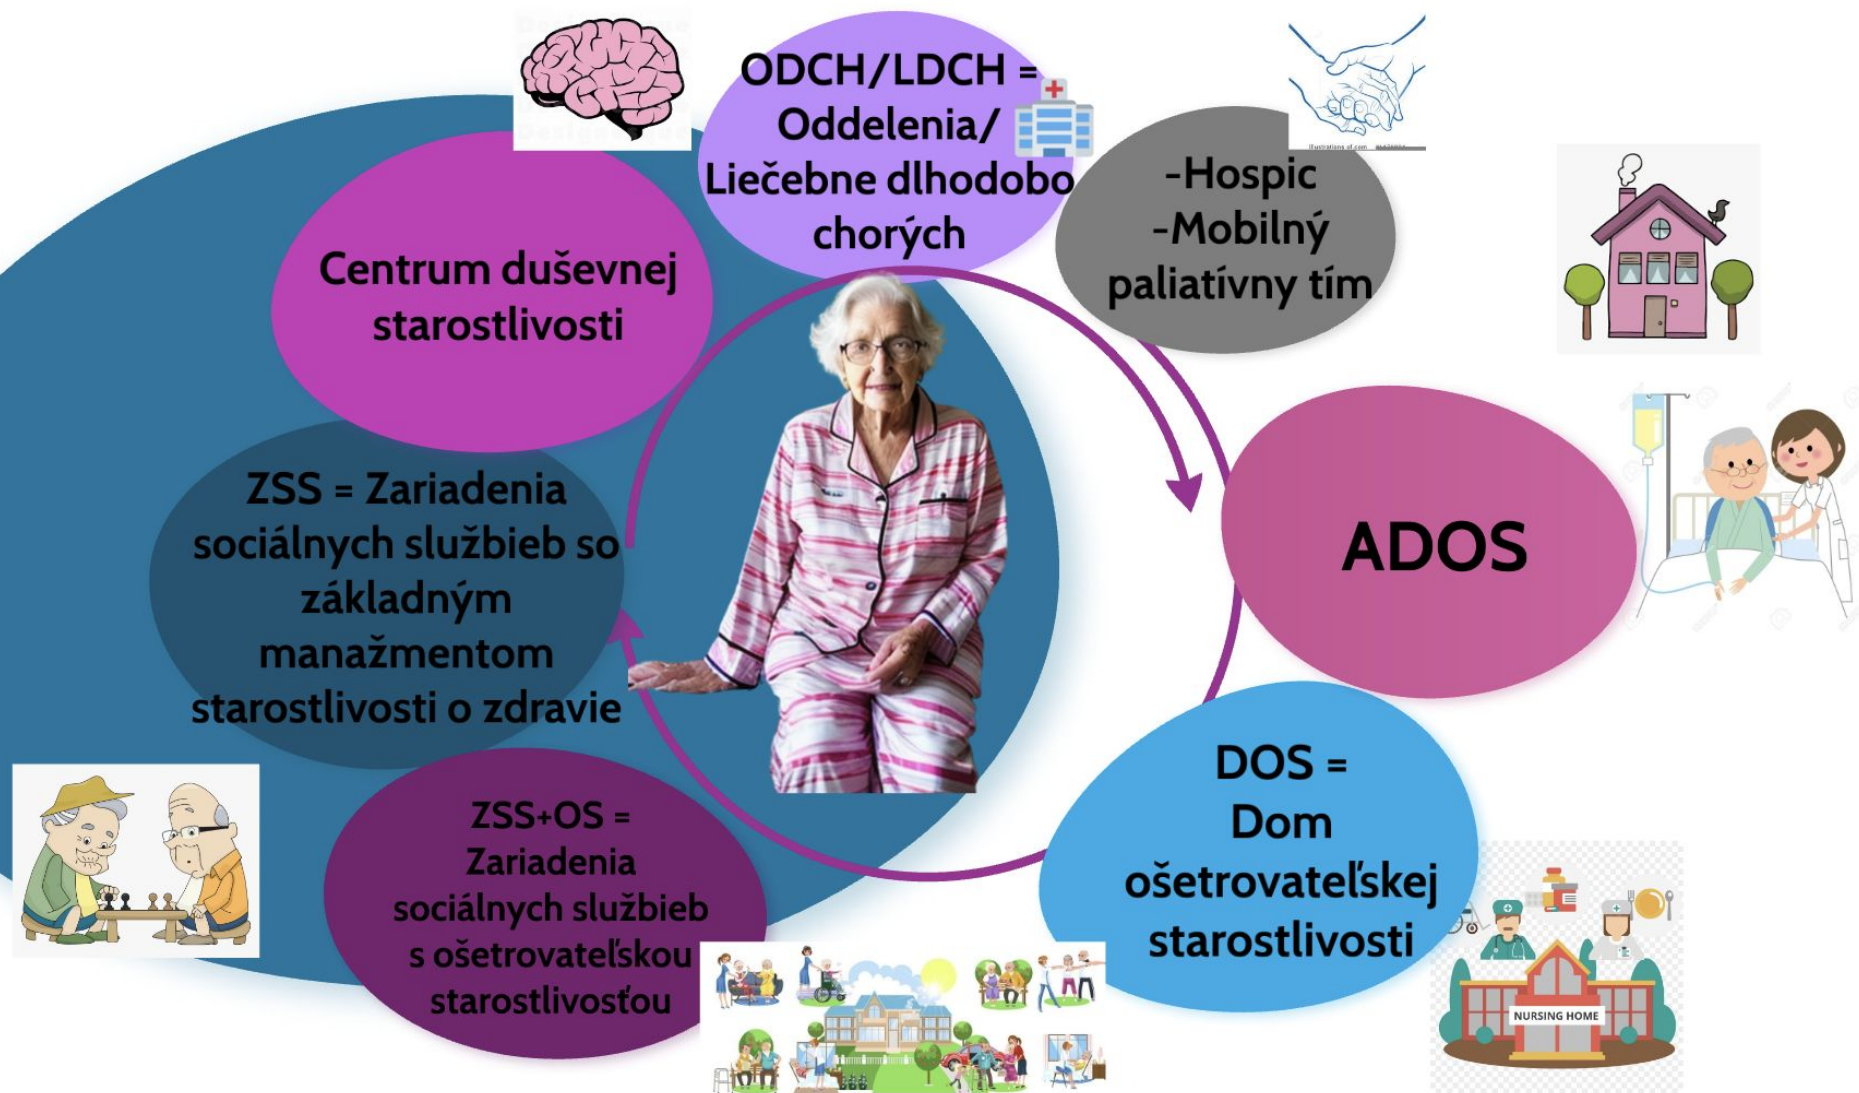 ODCH/LDCH =
Oddelenia/
Liečebne dlhodobo
chorých
-Hospic
-Mobilný
paliatívny tím
Centrum duševnej
starostlivosti
ADOS
ZSS = Zariadenia
sociálnych službieb so
základným
manažmentom
starostlivosti o zdravie
DOS =
Dom
ošetrovateľskej
starostlivosti
ZSS+OS =
Zariadenia
sociálnych službieb
s ošetrovateľskou
starostlivosťou
NURSING HOME